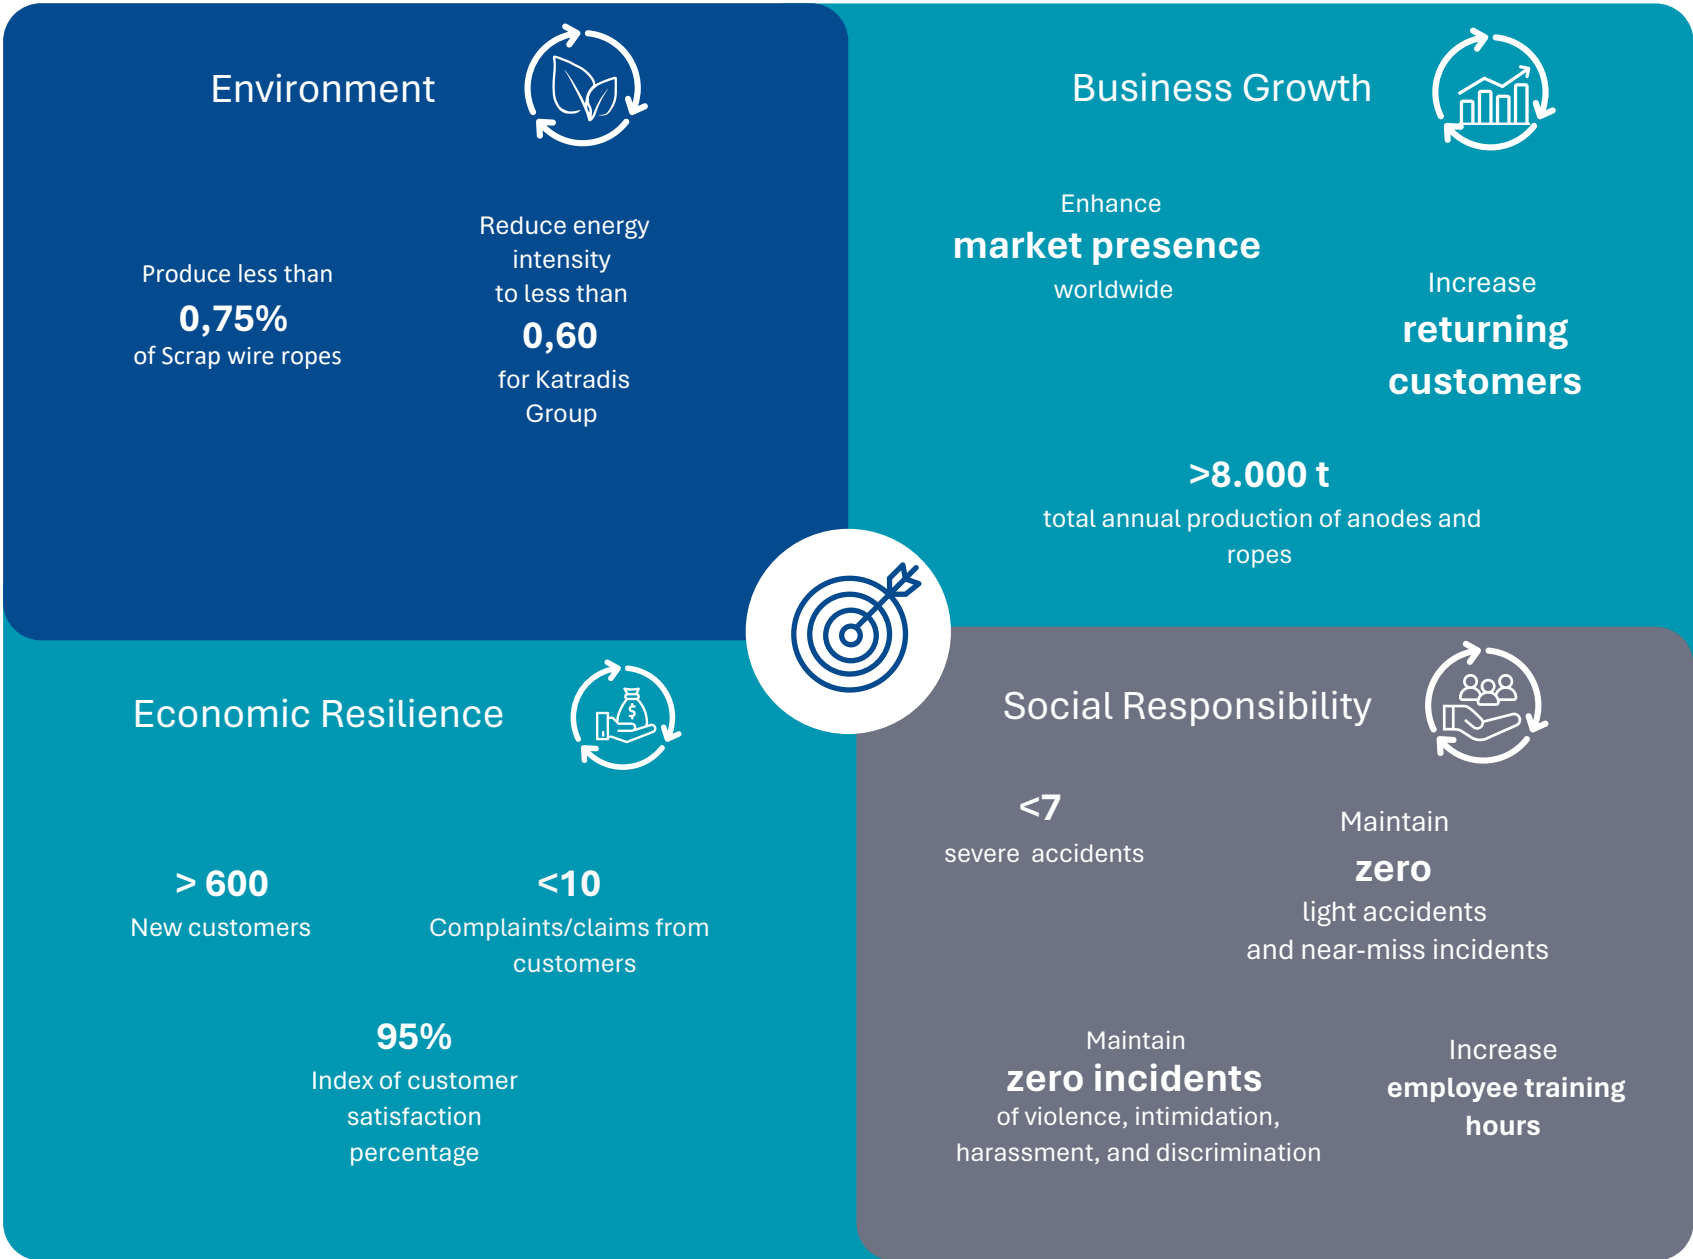 Environment
Produce less than
0,75%
of Scrap wire ropes
Reduce energy
intensity
to less than
0,60
for Katradis
Group
Business Growth
Enhance
market presence
worldwide
Increase
returning
customers
>8.000 t
total annual production of anodes and
ropes
Economic Resilience
> 600
New customers
<10
Complaints/claims from
customers
95%
Index of customer
satisfaction
percentage
Social Responsibility
<7
severe accidents
Maintain
zero
light accidents
and near-miss incidents
Maintain
zero incidents
of violence, intimidation,
harassment, and discrimination
Increase
employee training
hours